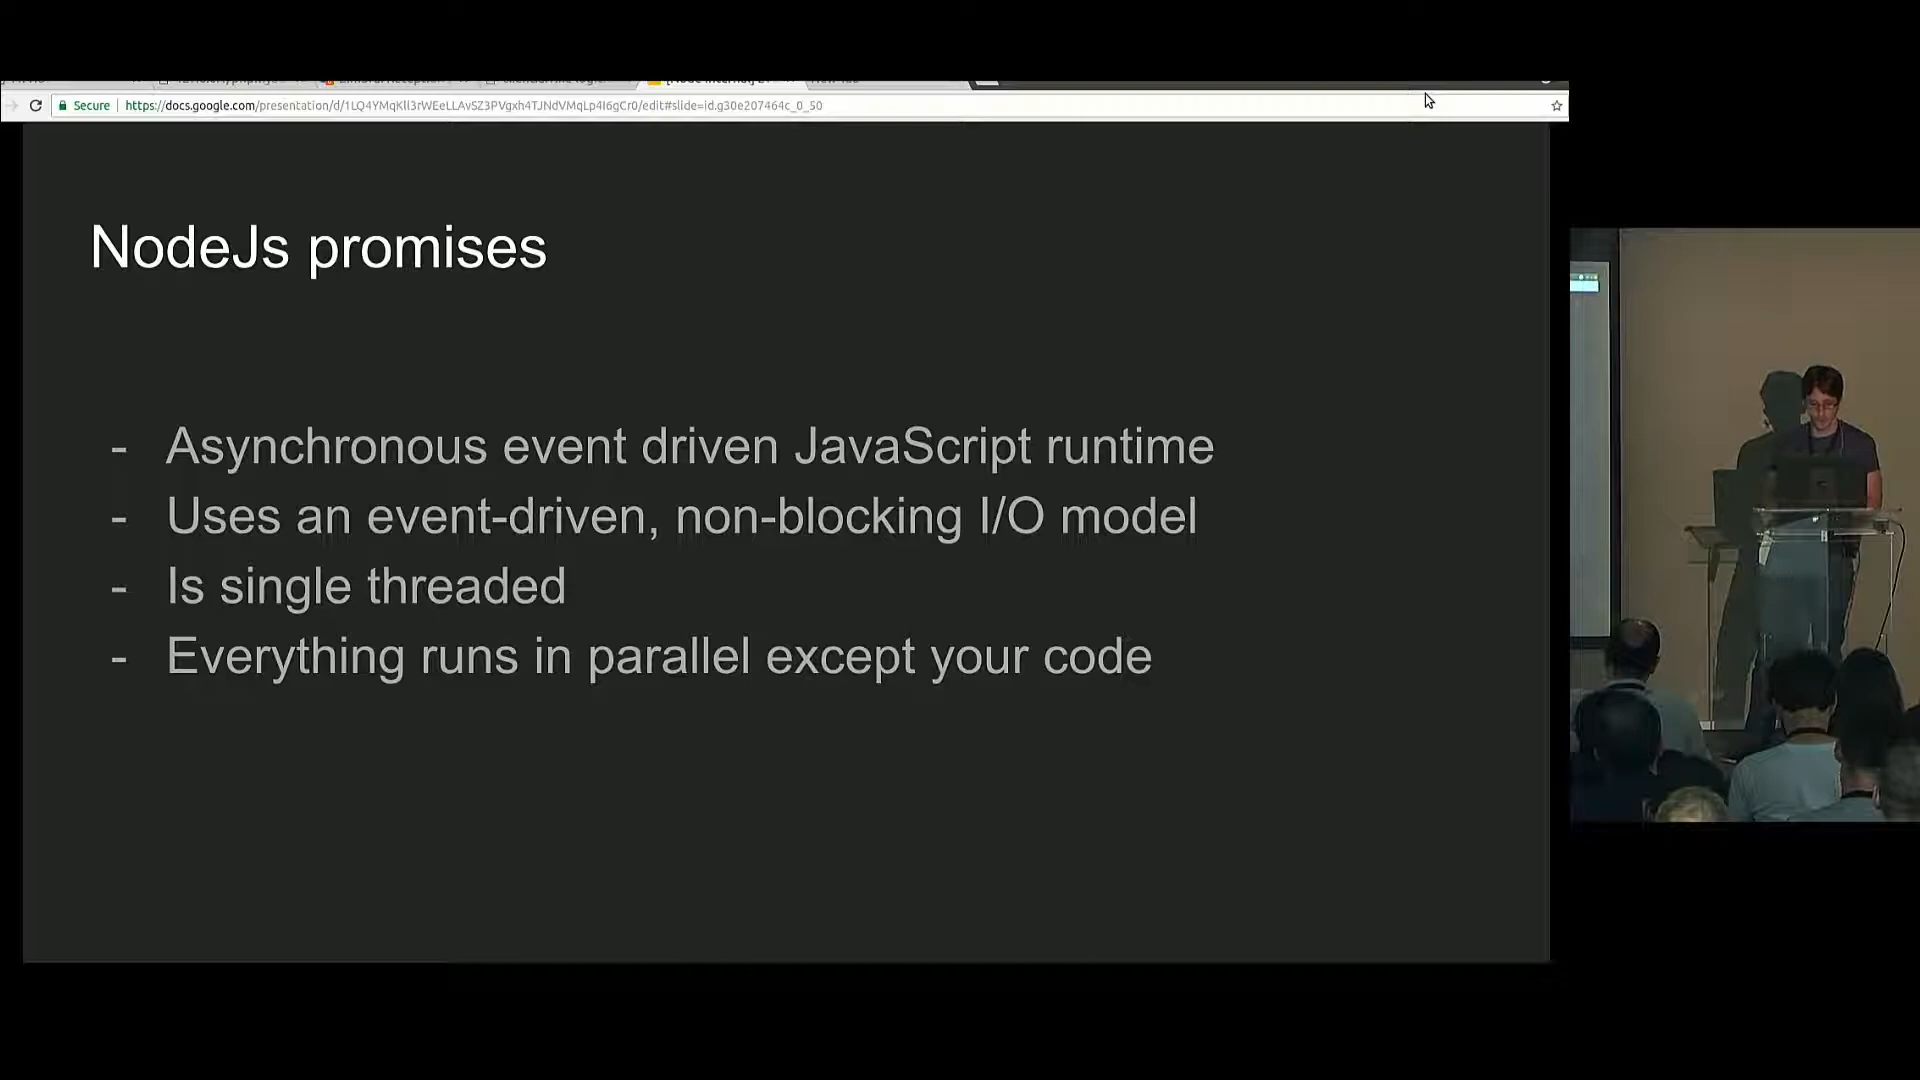 Secure
https://docs.google.com/presentation/d/1LQ4YMqKll3rWEeLLAvSZ3PVgxh4TJNdVMqLp4I6gCr0/edit#slide=id.g30e207464c_0_50
NodeJs promises
- Asynchronous event driven JavaScript runtime
- Uses an event-driven, non-blocking I/O model
- Is single threaded
- Everything runs in parallel except your code